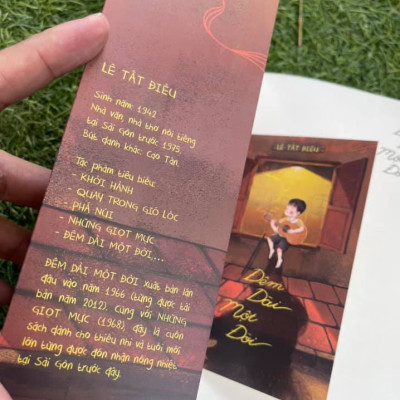 LÊ TẤT ĐIỀU
Sinh năm: 1942
Nhà văn, nhà thơ nổi tiếng
tại Sài Gòn trước 1975.
Bút danh khác: Cao Tần.
Tác phẩm tiêu biểu:
- KHỞI HÀNH
- QUAY TRONG GIÓ LỐC
- PHÁ NÚI
- NHỮNG GIỌT MỰC
- ĐÊM DÀI MỘT ĐỜI,...
ĐÊM DÀI MỘT ĐỜI xuất bản lần
đầu vào năm 1966 (từng được tái
bản năm 2012). Cùng với NHỮNG
GIỌT MỰC (1968), đây là cuốn
sách dành cho thiếu nhi và tuổi mới
lớn từng được đón nhận nồng nhiệt
tại Sài Gòn trước đây.
LÊ TẤT ĐIỀU
Đêm
Dài
Một
Đời